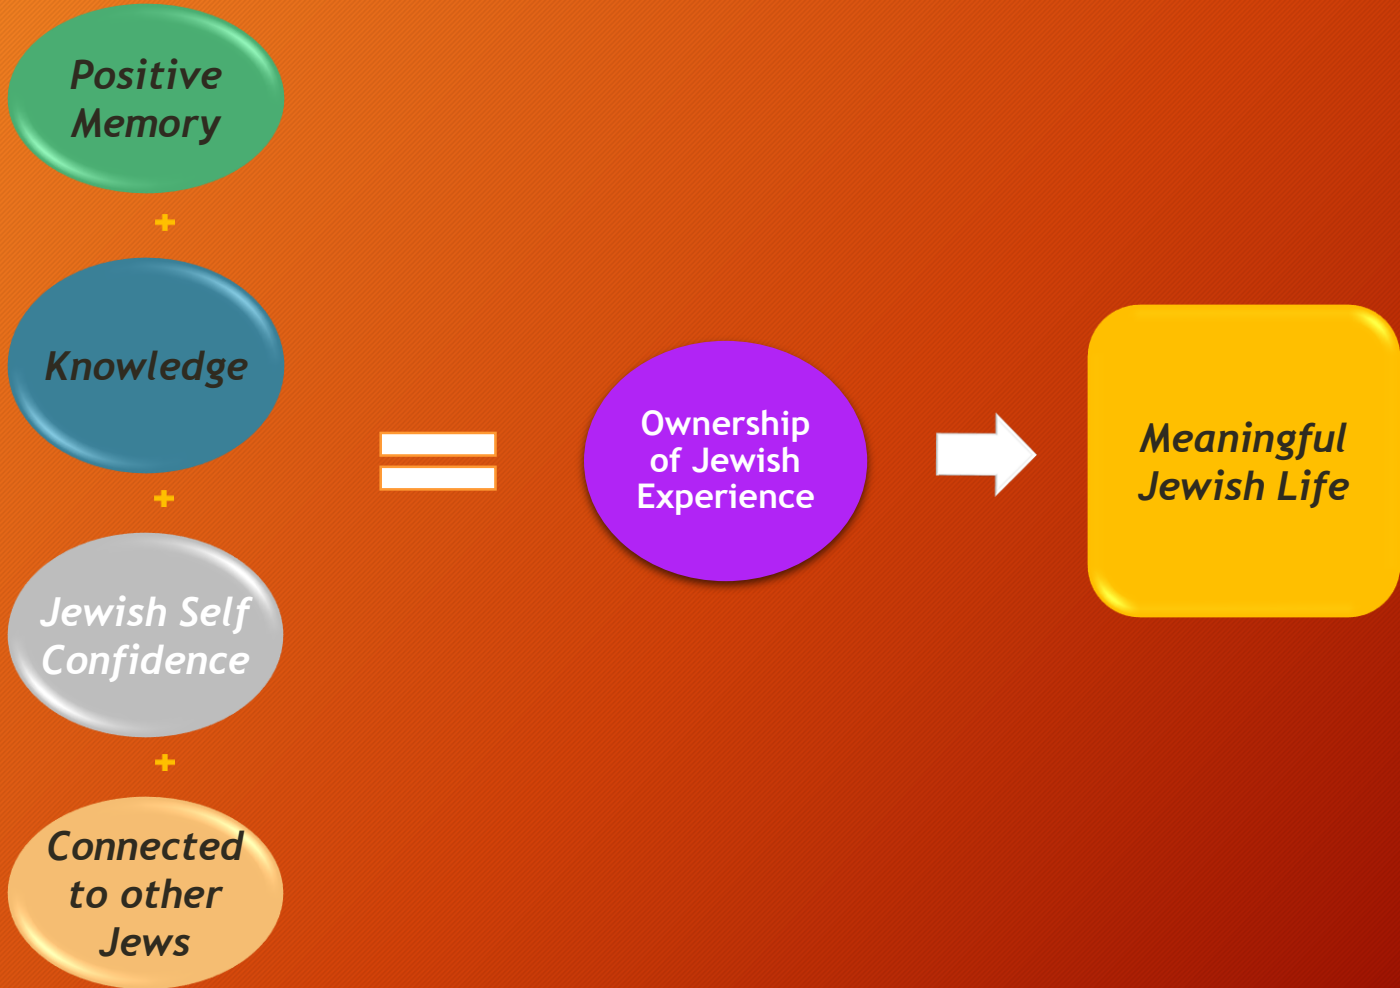 Positive
Memory
+
Knowledge
+
Jewish Self
Confidence
+
Connected
to other
Jews
=
Ownership
of Jewish
Experience
Meaningful
Jewish Life